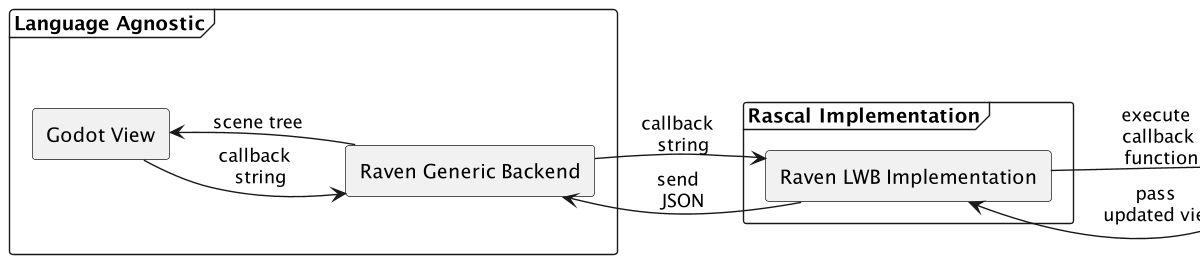 Language Agnostic
Godot View
scene tree
callback
string
Raven Generic Backend
callback
string
send
JSON
Rascal Implementation
Raven LWB Implementation
execute
callback
function
pass
updated